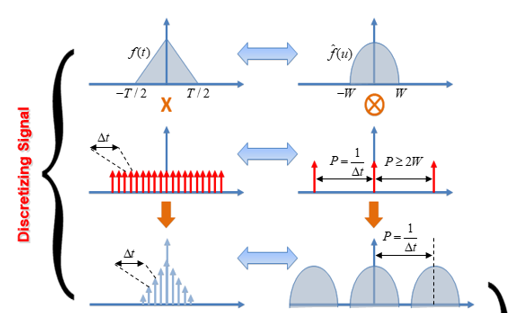 Discretizing Signal
f(t)
f̂(u)
−T / 2
T / 2
−W
W
X
⊗
Δt
P = 1/Δt
P ≥ 2W
Δt
P = 1/Δt